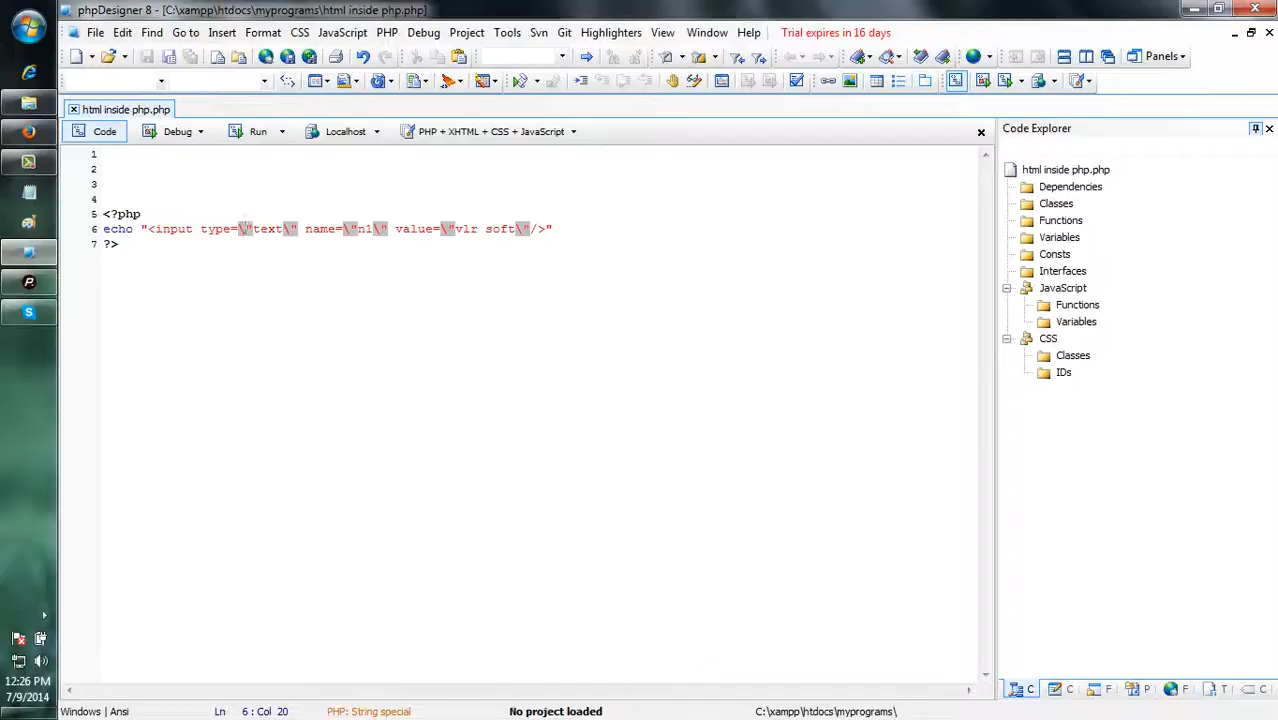 phpDesigner 8 - [C:\xampp\htdocs\myprograms\html inside php.php]
File Edit Find Go to Insert Format CSS JavaScript PHP Debug Project Tools Svn Git Highlighters View Window Help Trial expires in 16 days
Panels
html inside php.php
Code Debug Run Localhost PHP + XHTML + CSS + JavaScript
Code Explorer
1
2
3
4
5 <?php
6 echo "<input type=\"text\" name=\"n1\" value=\"vlr soft\"/>"
7 ?>
html inside php.php
Dependencies
Classes
Functions
Variables
Consts
Interfaces
JavaScript
Functions
Variables
CSS
Classes
IDs
C C F P F T C
12:26 PM
7/9/2014
Windows | Ansi Ln 6 : Col 20 PHP: String special No project loaded C:\xampp\htdocs\myprograms\